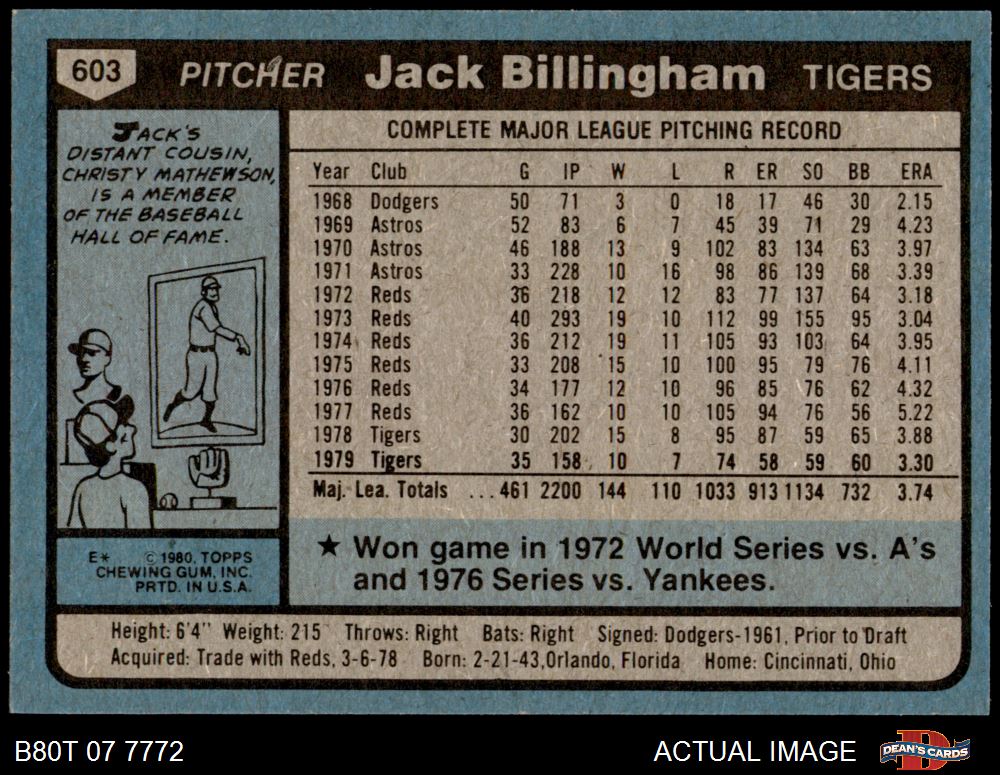 603 PITCHER Jack Billingham TIGERS
JACK'S
DISTANT COUSIN,
CHRISTY MATHEWSON,
IS A MEMBER
OF THE BASEBALL
HALL OF FAME.
COMPLETE MAJOR LEAGUE PITCHING RECORD
Year Club G IP W L R ER SO BB ERA
1968 Dodgers 50 71 3 0 18 17 46 30 2.15
1969 Astros 52 83 6 7 45 39 71 29 4.23
1970 Astros 46 188 13 9 102 83 134 63 3.97
1971 Astros 33 228 10 16 98 86 139 68 3.39
1972 Reds 36 218 12 12 83 77 137 64 3.18
1973 Reds 40 293 19 10 112 99 155 95 3.04
1974 Reds 36 212 19 11 105 93 103 64 3.95
1975 Reds 33 208 15 10 100 95 79 76 4.11
1976 Reds 34 177 12 10 96 85 76 62 4.32
1977 Reds 36 162 10 10 105 94 76 56 5.22
1978 Tigers 30 202 15 8 95 87 59 65 3.88
1979 Tigers 35 158 10 7 74 58 59 60 3.30
Maj. Lea. Totals ... 461 2200 144 110 1033 913 1134 732 3.74
★ Won game in 1972 World Series vs. A's
and 1976 Series vs. Yankees.
E* © 1980, TOPPS
CHEWING GUM, INC.
PRTD. IN U.S.A.
Height: 6'4" Weight: 215 Throws: Right Bats: Right Signed: Dodgers-1961, Prior to Draft
Acquired: Trade with Reds, 3-6-78 Born: 2-21-43, Orlando, Florida Home: Cincinnati, Ohio
B80T 07 7772 ACTUAL IMAGE DEAN'S CARDS